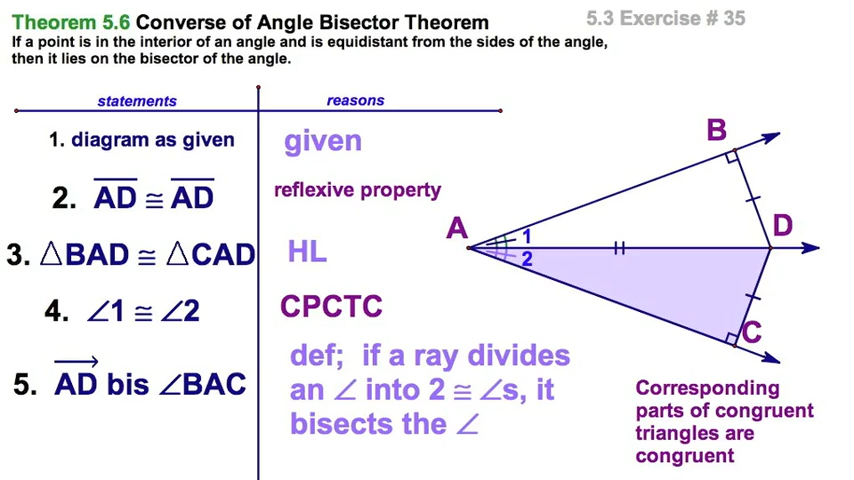 Theorem 5.6 Converse of Angle Bisector Theorem
5.3 Exercise # 35
If a point is in the interior of an angle and is equidistant from the sides of the angle,
then it lies on the bisector of the angle.
statements
reasons
1. diagram as given
given
2. AD ≅ AD
reflexive property
3. △BAD ≅ △CAD
HL
4. ∠1 ≅ ∠2
CPCTC
5. AD bis ∠BAC
def; if a ray divides
an ∠ into 2 ≅ ∠s, it
bisects the ∠
B
A
1
D
2
C
Corresponding
parts of congruent
triangles are
congruent